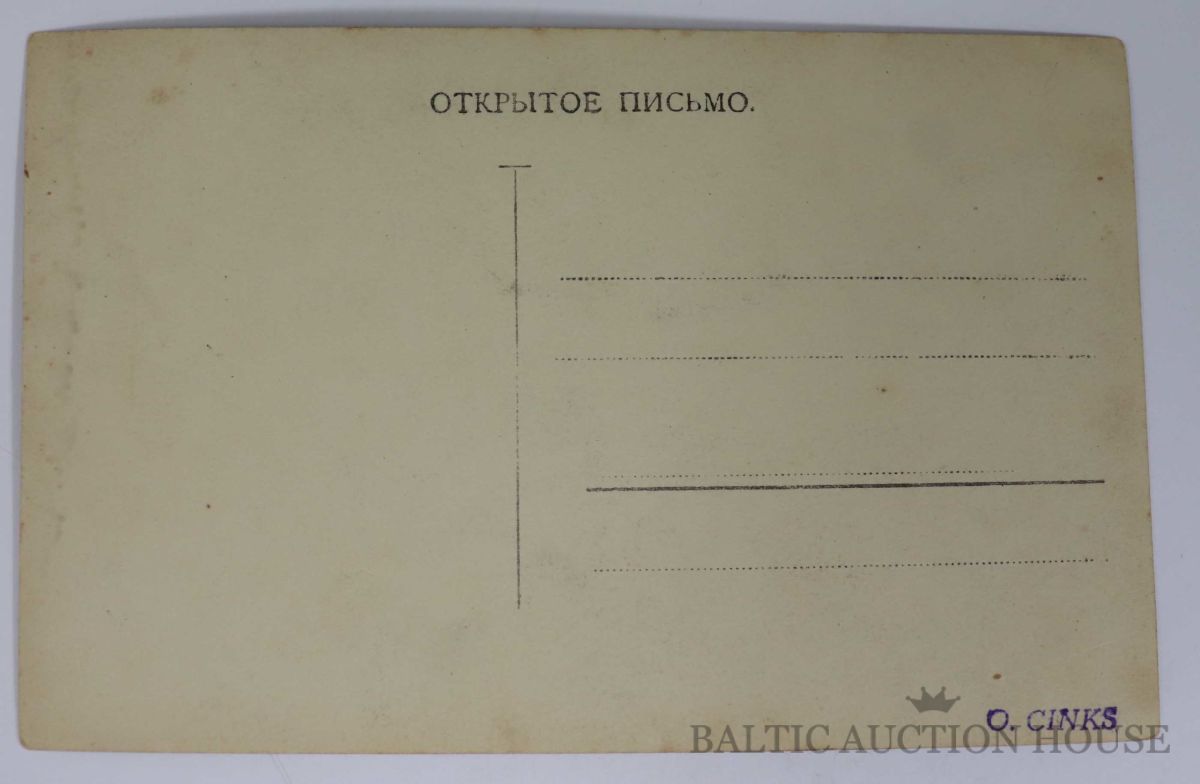 ОТКРЫТОЕ ПИСЬМО.
O. CINKS
BALTIC AUCTION HOUSE